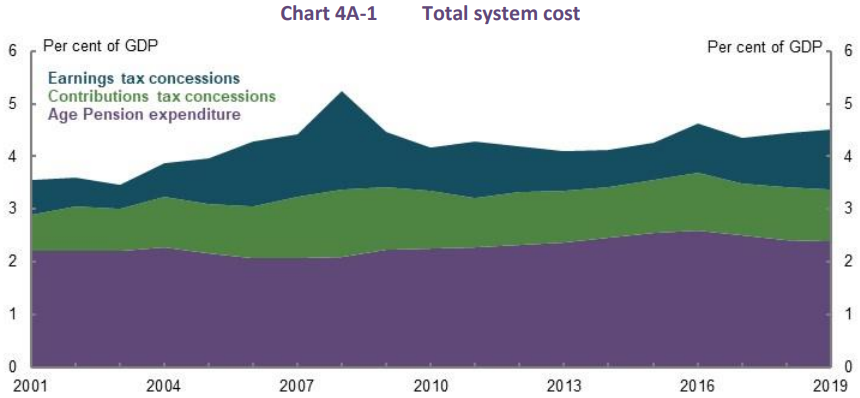 Chart 4A-1 Total system cost
Per cent of GDP
Per cent of GDP
Earnings tax concessions
Contributions tax concessions
Age Pension expenditure
6
6
5
5
4
4
3
3
2
2
1
1
0
0
2001 2004 2007 2010 2013 2016 2019